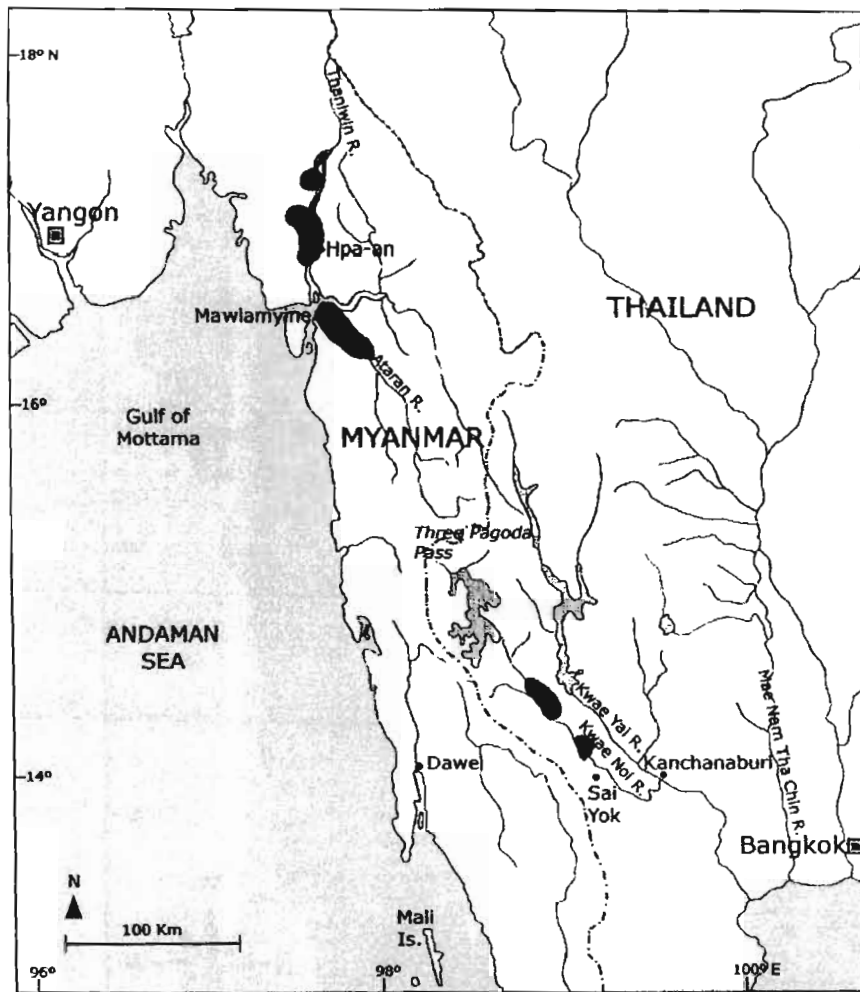 18° N
Thanlwin R.
Yangon
Hpa-an
THAILAND
Mawlamyine
Ataran R.
16°
Gulf of
Mottama
MYANMAR
Three Pagoda
Pass
ANDAMAN
SEA
Kwae Yai R.
Kwae Noi R.
Mae Nam Tha Chin R.
Dawei
Kanchanaburi
14°
Sai
Yok
Bangkok
N
100 Km
Mali
Is.
96°
98°
1009 E